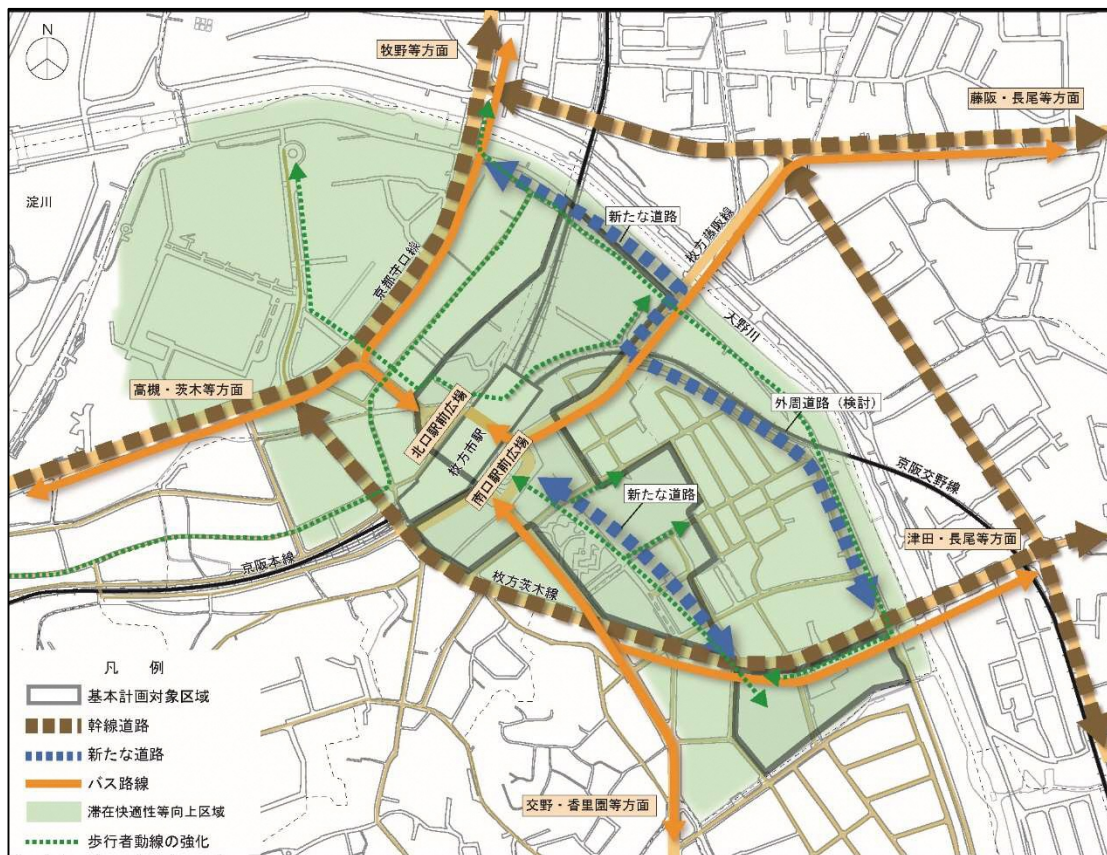 N
牧野等方面
藤阪・長尾等方面
淀川
新たな道路
枚方藤阪線
京都守口線
天野川
高槻・茨木等方面
北口駅前広場
枚方市駅
南口駅前広場
外周道路（検討）
京阪交野線
新たな道路
津田・長尾等方面
京阪本線
枚方茨木線
交野・香里園等方面
凡 例
基本計画対象区域
幹線道路
新たな道路
バス路線
滞在快適性等向上区域
歩行者動線の強化